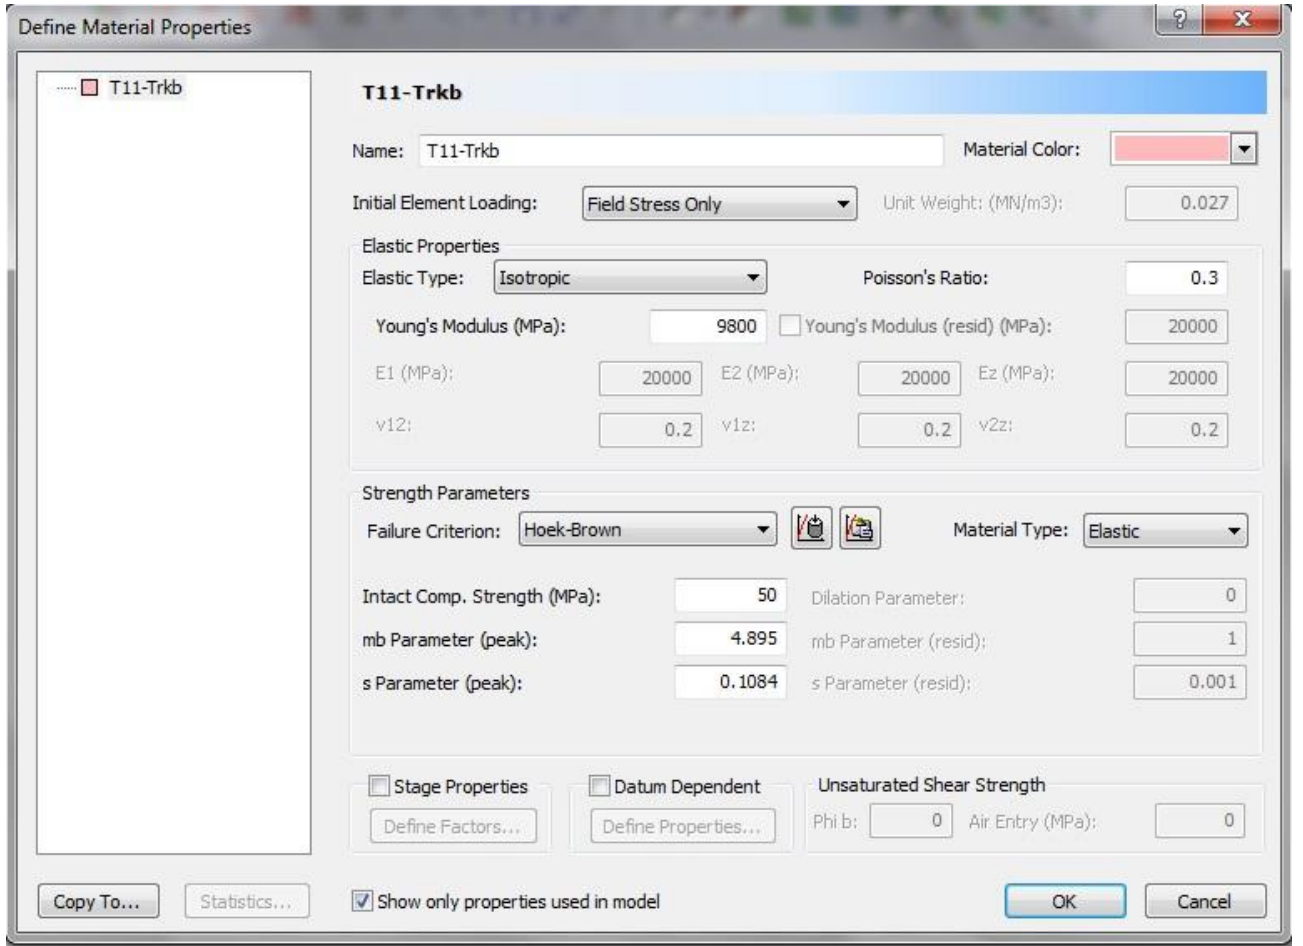 Define Material Properties
T11-Trkb
T11-Trkb
Name: T11-Trkb Material Color:
Initial Element Loading: Field Stress Only Unit Weight: (MN/m3): 0.027
Elastic Properties
Elastic Type: Isotropic Poisson's Ratio: 0.3
Young's Modulus (MPa): 9800 Young's Modulus (resid) (MPa): 20000
E1 (MPa): 20000 E2 (MPa): 20000 Ez (MPa): 20000
v12: 0.2 v1z: 0.2 v2z: 0.2
Strength Parameters
Failure Criterion: Hoek-Brown Material Type: Elastic
Intact Comp. Strength (MPa): 50 Dilation Parameter: 0
mb Parameter (peak): 4.895 mb Parameter (resid): 1
s Parameter (peak): 0.1084 s Parameter (resid): 0.001
Stage Properties Datum Dependent Unsaturated Shear Strength
Define Factors... Define Properties... Phi b: 0 Air Entry (MPa): 0
Copy To... Statistics... Show only properties used in model OK Cancel